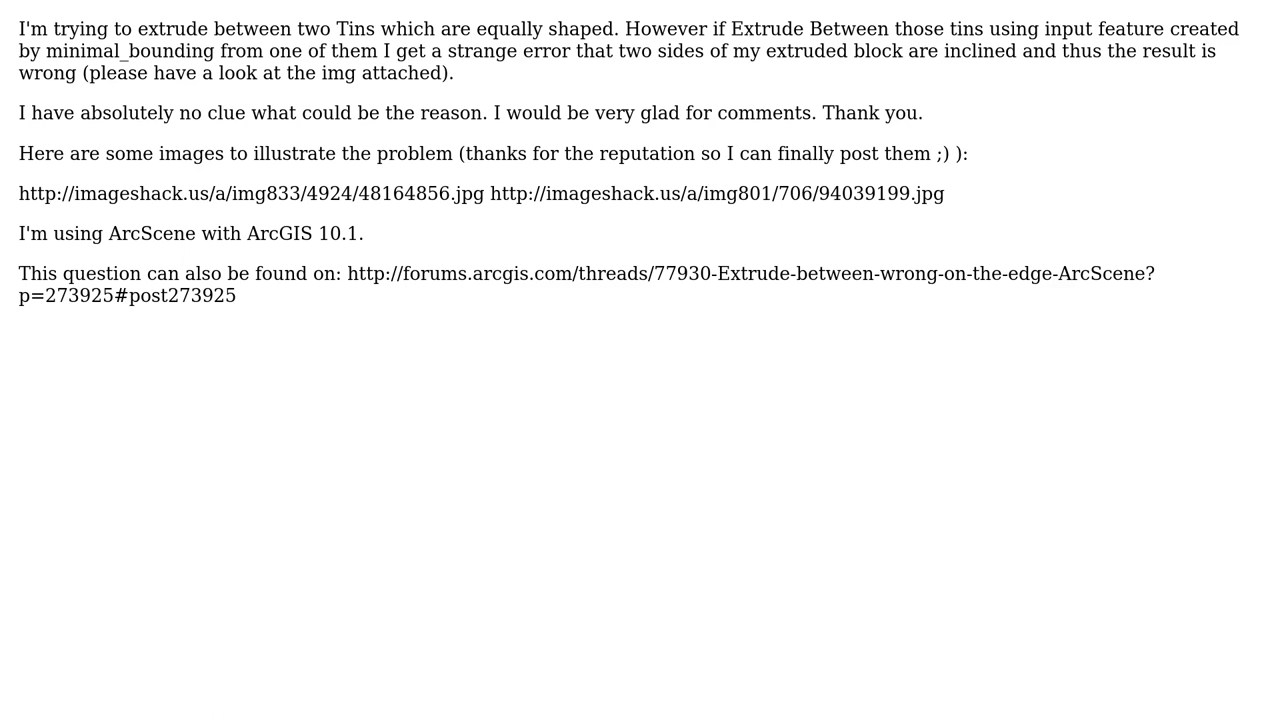 I'm trying to extrude between two Tins which are equally shaped. However if Extrude Between those tins using input feature created
by minimal_bounding from one of them I get a strange error that two sides of my extruded block are inclined and thus the result is
wrong (please have a look at the img attached).
I have absolutely no clue what could be the reason. I would be very glad for comments. Thank you.
Here are some images to illustrate the problem (thanks for the reputation so I can finally post them ;) ):
http://imageshack.us/a/img833/4924/48164856.jpg http://imageshack.us/a/img801/706/94039199.jpg
I'm using ArcScene with ArcGIS 10.1.
This question can also be found on: http://forums.arcgis.com/threads/77930-Extrude-between-wrong-on-the-edge-ArcScene?
p=273925#post273925